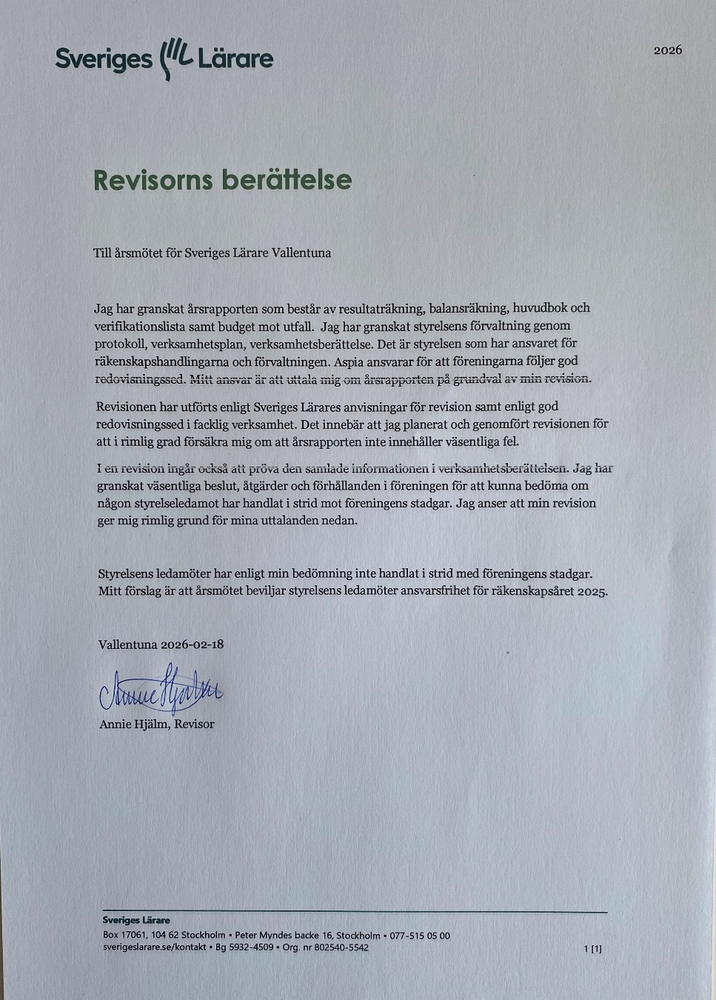 Sveriges Lärare
2026
Revisorns berättelse
Till årsmötet för Sveriges Lärare Vallentuna
Jag har granskat årsrapporten som består av resultaträkning, balansräkning, huvudbok och
verifikationslista samt budget mot utfall.  Jag har granskat styrelsens förvaltning genom
protokoll, verksamhetsplan, verksamhetsberättelse. Det är styrelsen som har ansvaret för
räkenskapshandlingarna och förvaltningen. Aspia ansvarar för att föreningarna följer god
redovisningssed. Mitt ansvar är att uttala mig om årsrapporten på grundval av min revision.
Revisionen har utförts enligt Sveriges Lärares anvisningar för revision samt enligt god
redovisningssed i facklig verksamhet. Det innebär att jag planerat och genomfört revisionen för
att i rimlig grad försäkra mig om att årsrapporten inte innehåller väsentliga fel.
I en revision ingår också att pröva den samlade informationen i verksamhetsberättelsen. Jag har
granskat väsentliga beslut, åtgärder och förhållanden i föreningen för att kunna bedöma om
någon styrelseledamot har handlat i strid mot föreningens stadgar. Jag anser att min revision
ger mig rimlig grund för mina uttalanden nedan.
Styrelsens ledamöter har enligt min bedömning inte handlat i strid med föreningens stadgar.
Mitt förslag är att årsmötet beviljar styrelsens ledamöter ansvarsfrihet för räkenskapsåret 2025.
Vallentuna 2026-02-18
Annie Hjälm
Annie Hjälm, Revisor
Sveriges Lärare
Box 17061, 104 62 Stockholm • Peter Myndes backe 16, Stockholm • 077-515 05 00
sverigeslarare.se/kontakt • Bg 5932-4509 • Org. nr 802540-5542
1 [1]